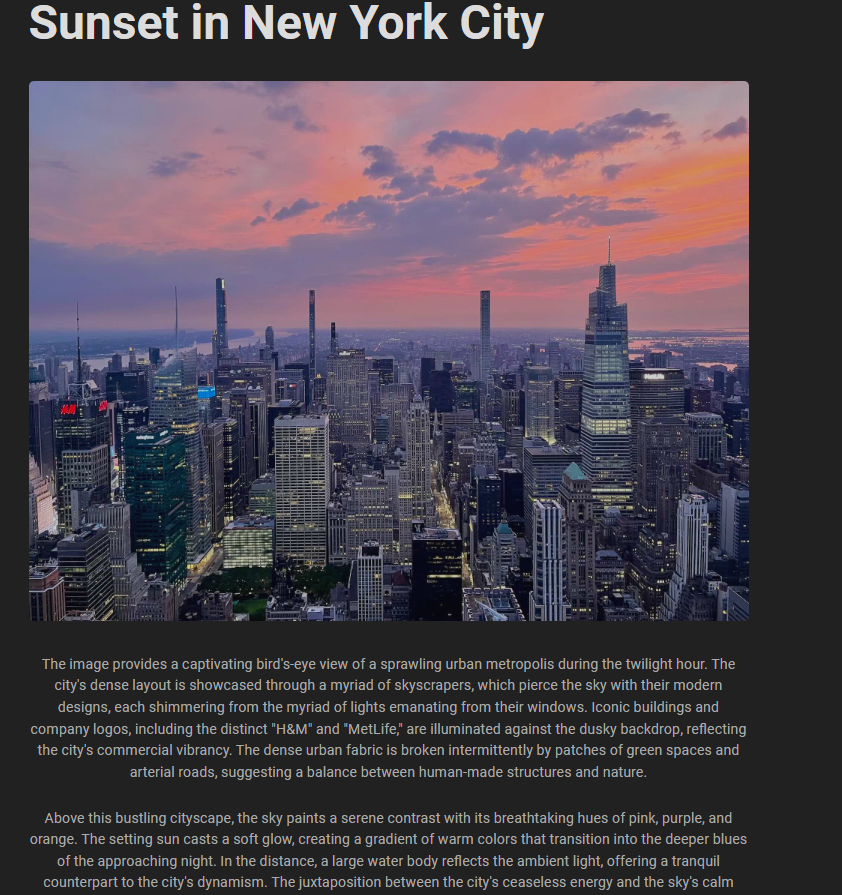 Sunset in New York City
H&M
salesforce
MetLife
The image provides a captivating bird's-eye view of a sprawling urban metropolis during the twilight hour. The
city's dense layout is showcased through a myriad of skyscrapers, which pierce the sky with their modern
designs, each shimmering from the myriad of lights emanating from their windows. Iconic buildings and
company logos, including the distinct "H&M" and "MetLife," are illuminated against the dusky backdrop, reflecting
the city's commercial vibrancy. The dense urban fabric is broken intermittently by patches of green spaces and
arterial roads, suggesting a balance between human-made structures and nature.
Above this bustling cityscape, the sky paints a serene contrast with its breathtaking hues of pink, purple, and
orange. The setting sun casts a soft glow, creating a gradient of warm colors that transition into the deeper blues
of the approaching night. In the distance, a large water body reflects the ambient light, offering a tranquil
counterpart to the city's dynamism. The juxtaposition between the city's ceaseless energy and the sky's calm